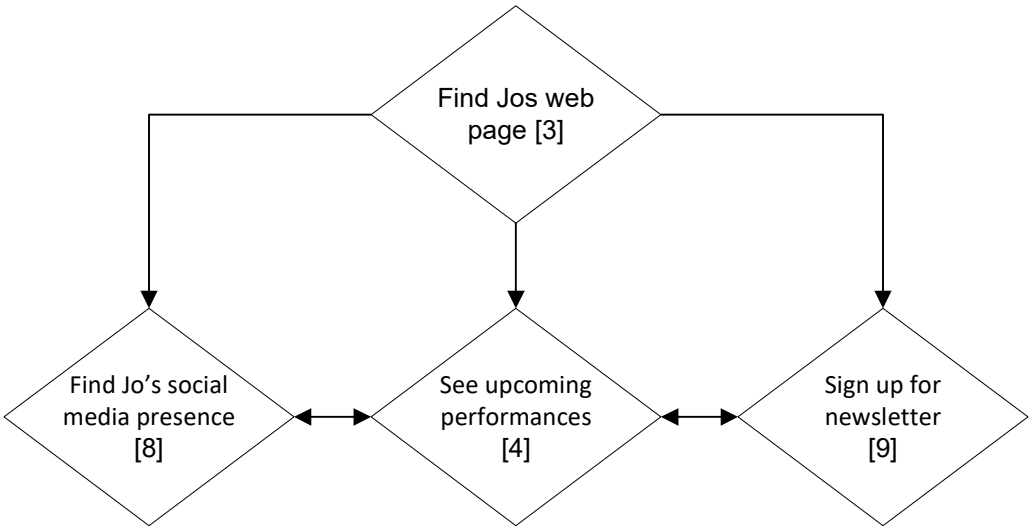 Find Jos web
page [3]
Find Jo’s social
media presence
[8]
See upcoming
performances
[4]
Sign up for
newsletter
[9]